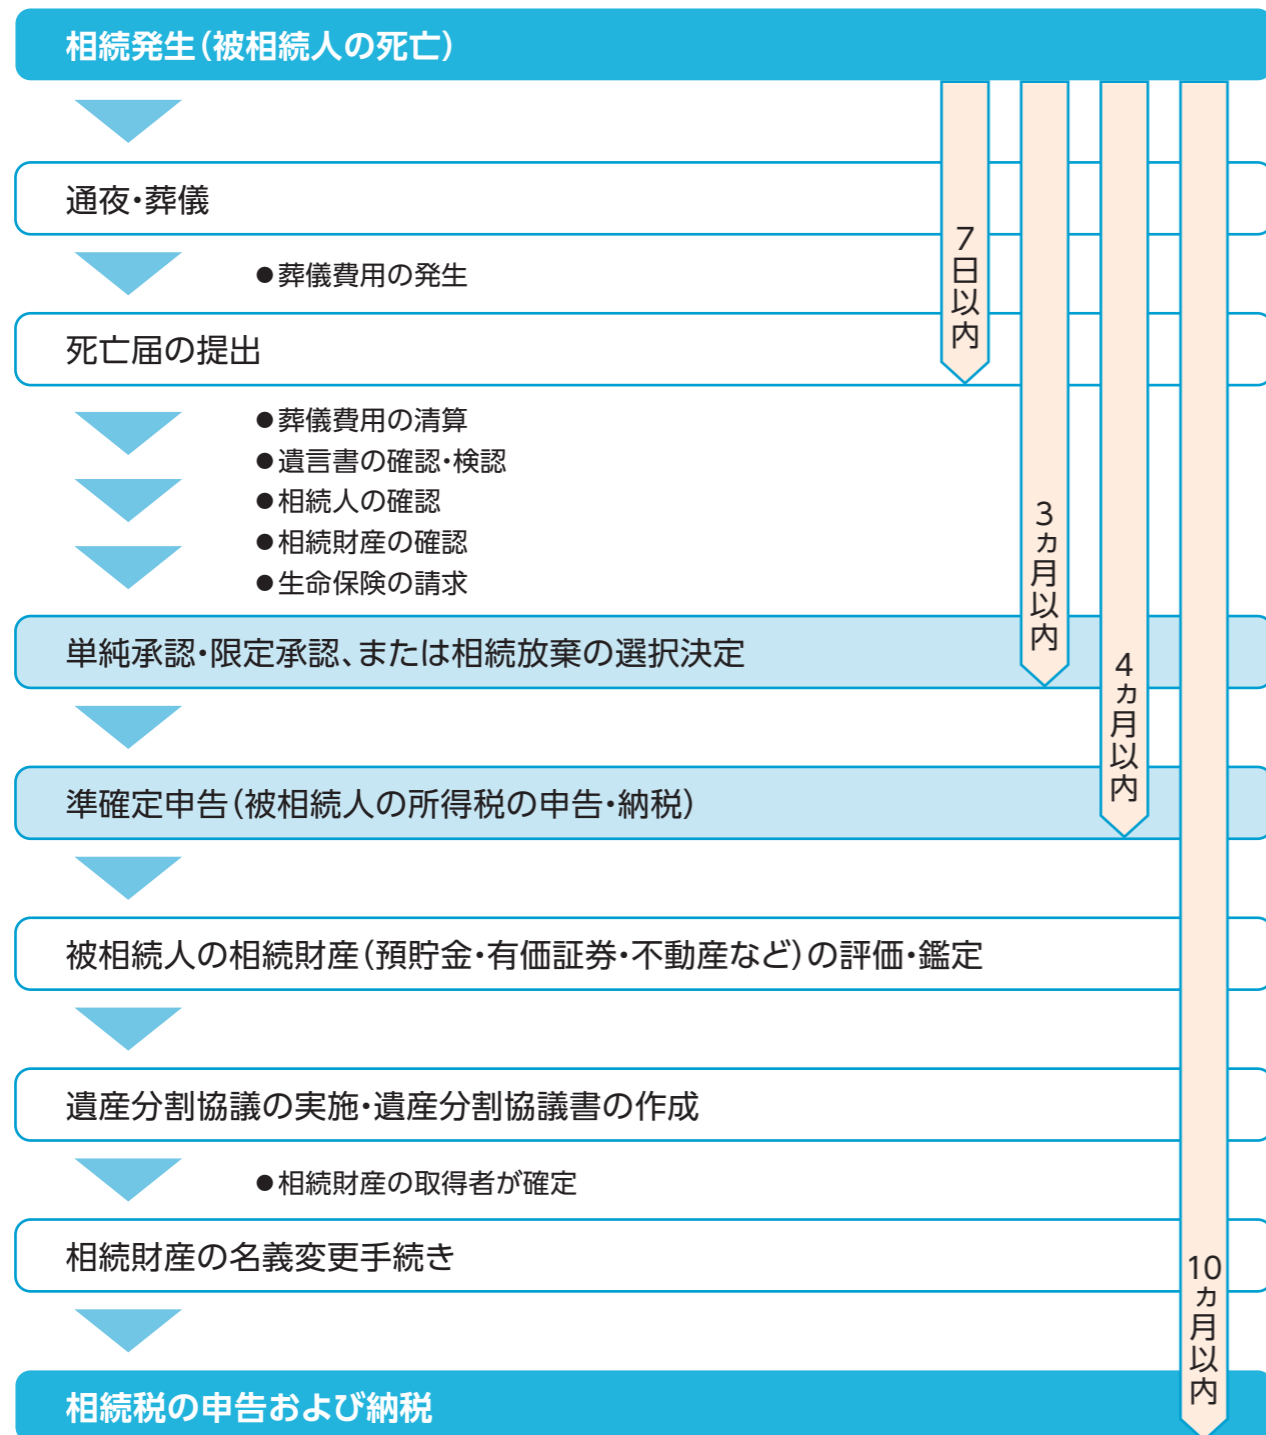 相続発生（被相続人の死亡）
通夜・葬儀
●葬儀費用の発生
死亡届の提出
7日以内
●葬儀費用の清算
●遺言書の確認・検認
●相続人の確認
●相続財産の確認
●生命保険の請求
単純承認・限定承認、または相続放棄の選択決定
3ヵ月以内
準確定申告（被相続人の所得税の申告・納税）
4ヵ月以内
被相続人の相続財産（預貯金・有価証券・不動産など）の評価・鑑定
遺産分割協議の実施・遺産分割協議書の作成
●相続財産の取得者が確定
相続財産の名義変更手続き
相続税の申告および納税
10ヵ月以内